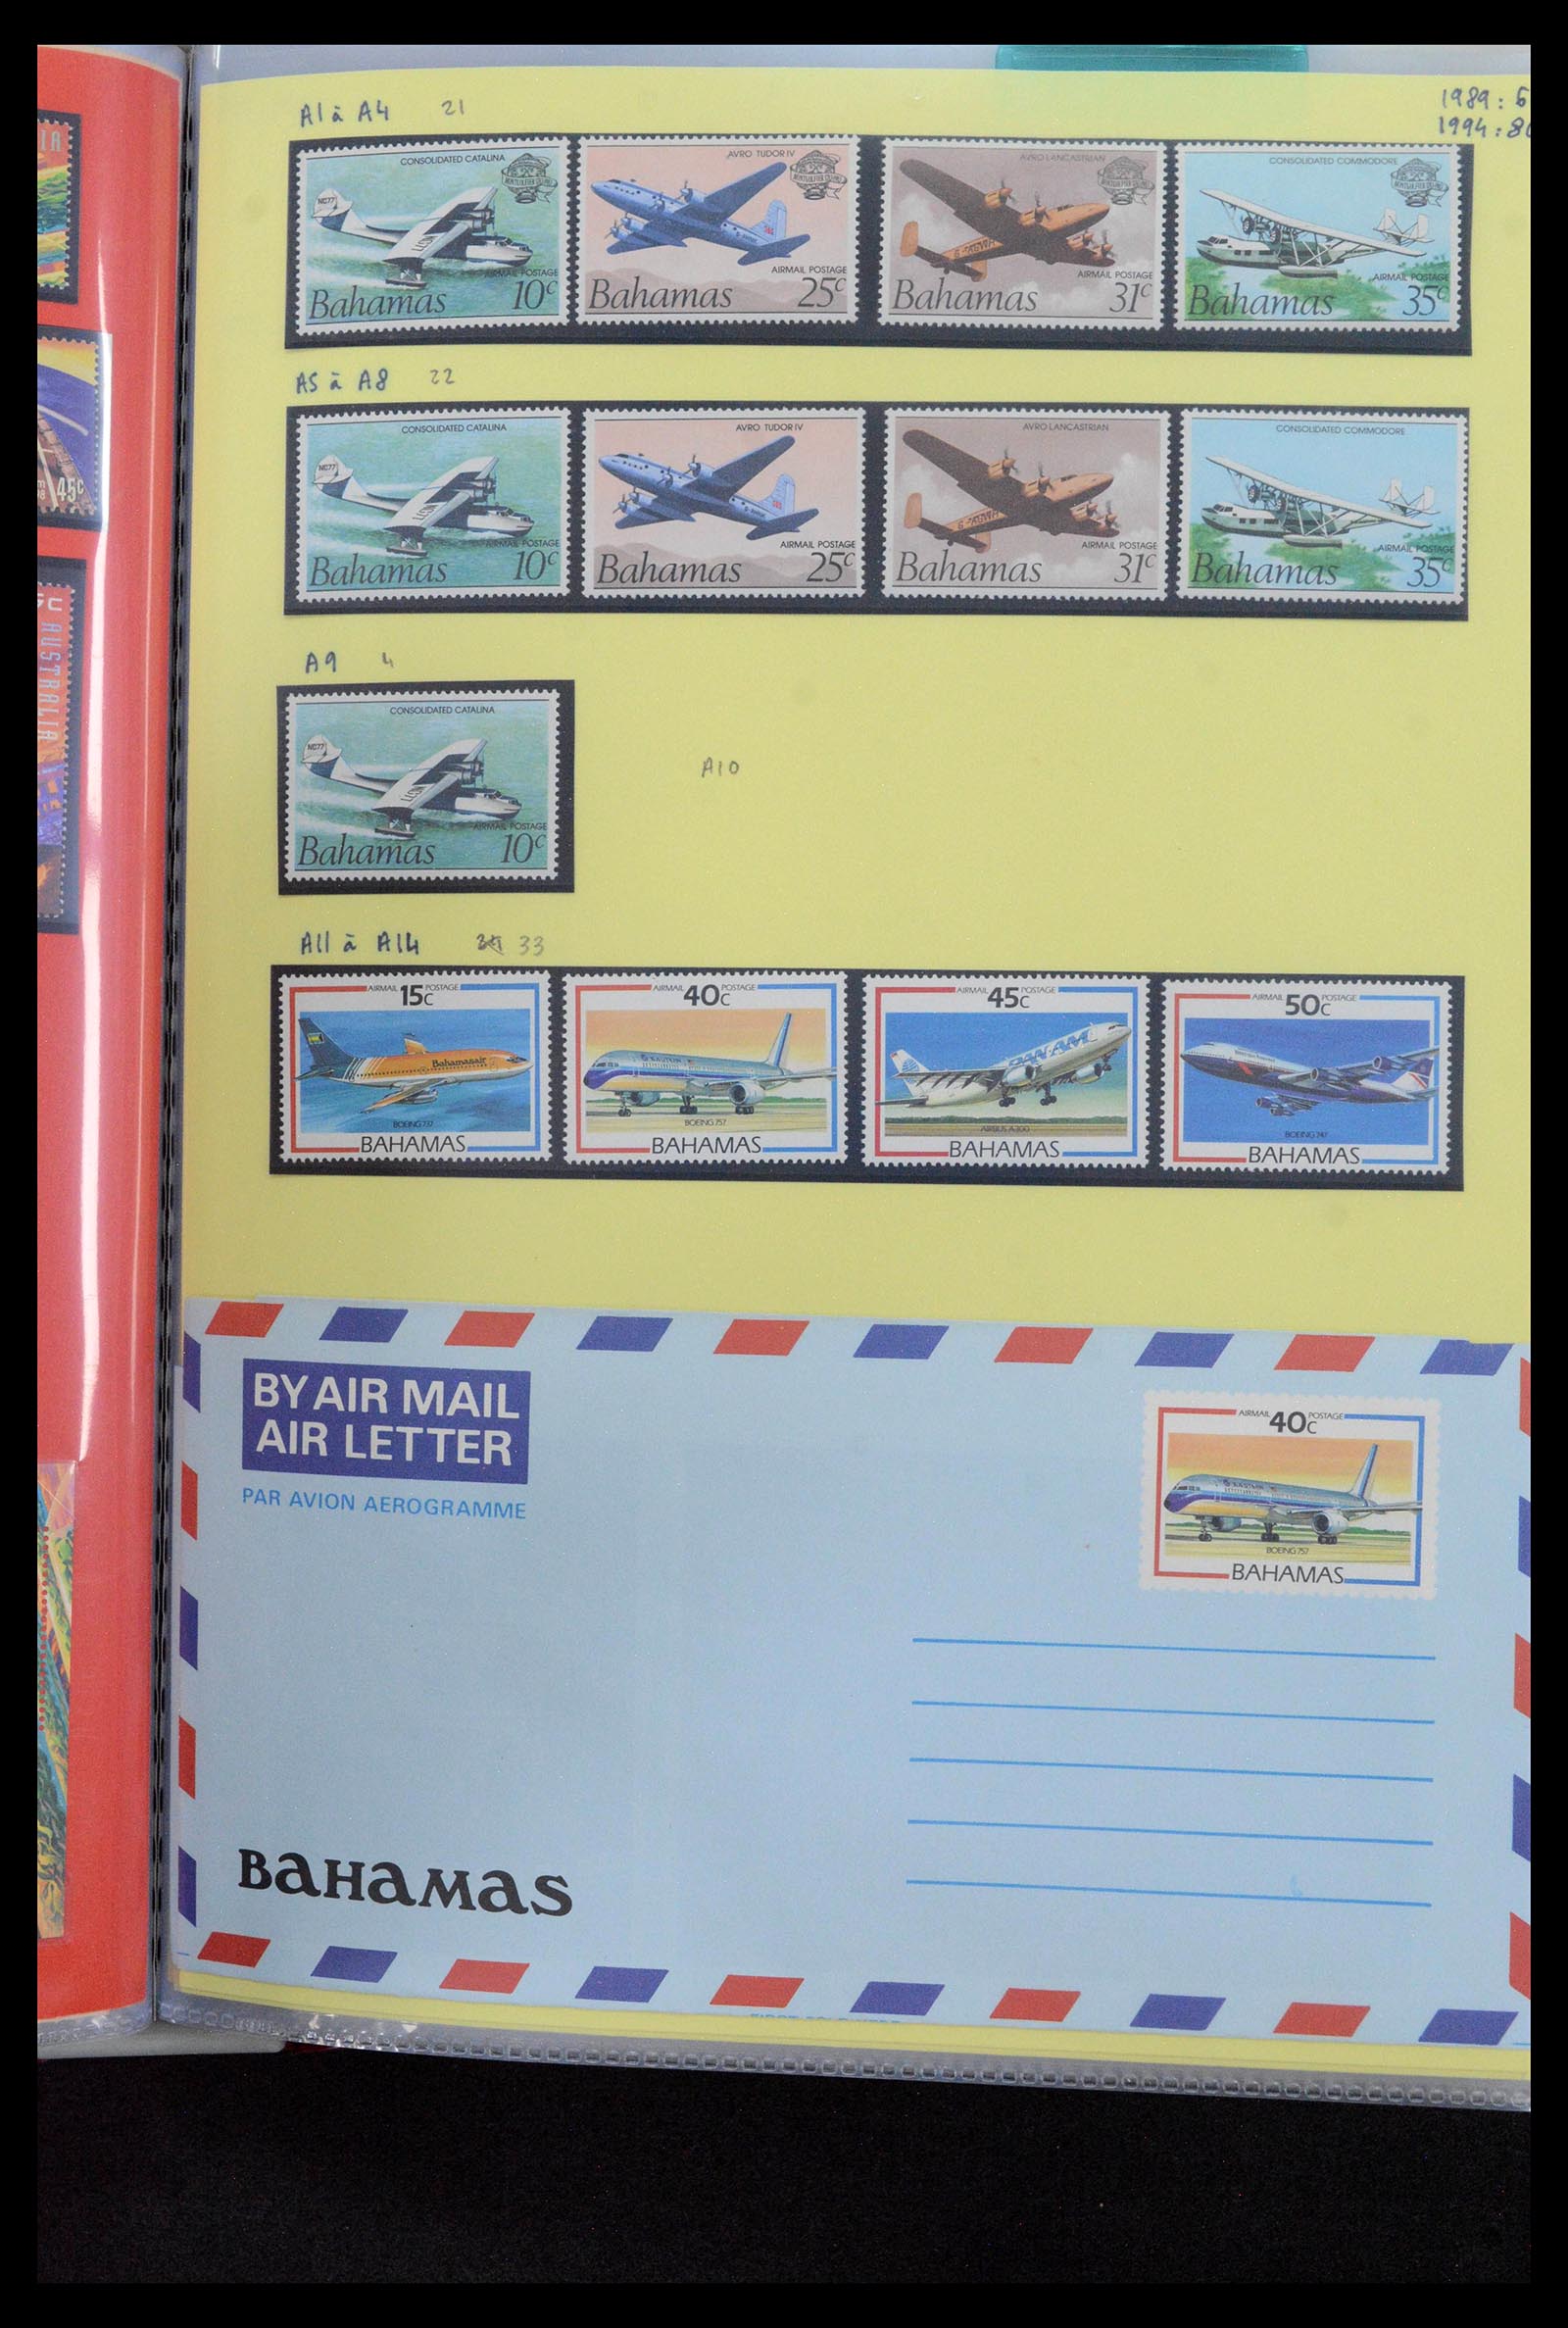 A1 à A4 21
1989: 
1994: 
CONSOLIDATED CATALINA
AIRMAIL POSTAGE
Bahamas 10c
AVRO TUDOR IV
AIRMAIL POSTAGE
Bahamas 25c
AVRO LANCASTRIAN
AIRMAIL POSTAGE
Bahamas 31c
CONSOLIDATED COMMODORE
AIRMAIL POSTAGE
Bahamas 35c
A5 à A8 22
CONSOLIDATED CATALINA
NC77
AIRMAIL POSTAGE
Bahamas 10c
AVRO TUDOR IV
AIRMAIL POSTAGE
Bahamas 25c
AVRO LANCASTRIAN
AIRMAIL POSTAGE
Bahamas 31c
CONSOLIDATED COMMODORE
AIRMAIL POSTAGE
Bahamas 35c
A9 4
CONSOLIDATED CATALINA
NC77
AIRMAIL POSTAGE
Bahamas 10c
A10
A11 à A14 33
AIRMAIL 15c POSTAGE
Bahamasair
BOEING 737
BAHAMAS
AIRMAIL 40c POSTAGE
BOEING 757
BAHAMAS
AIRMAIL 45c POSTAGE
PAN AM
AIRBUS A300
BAHAMAS
AIRMAIL 50c POSTAGE
BOEING 747
BAHAMAS
BY AIR MAIL
AIR LETTER
PAR AVION AEROGRAMME
AIRMAIL 40c POSTAGE
BOEING 757
BAHAMAS
BAHAMAS
45c
AUSTRALIA